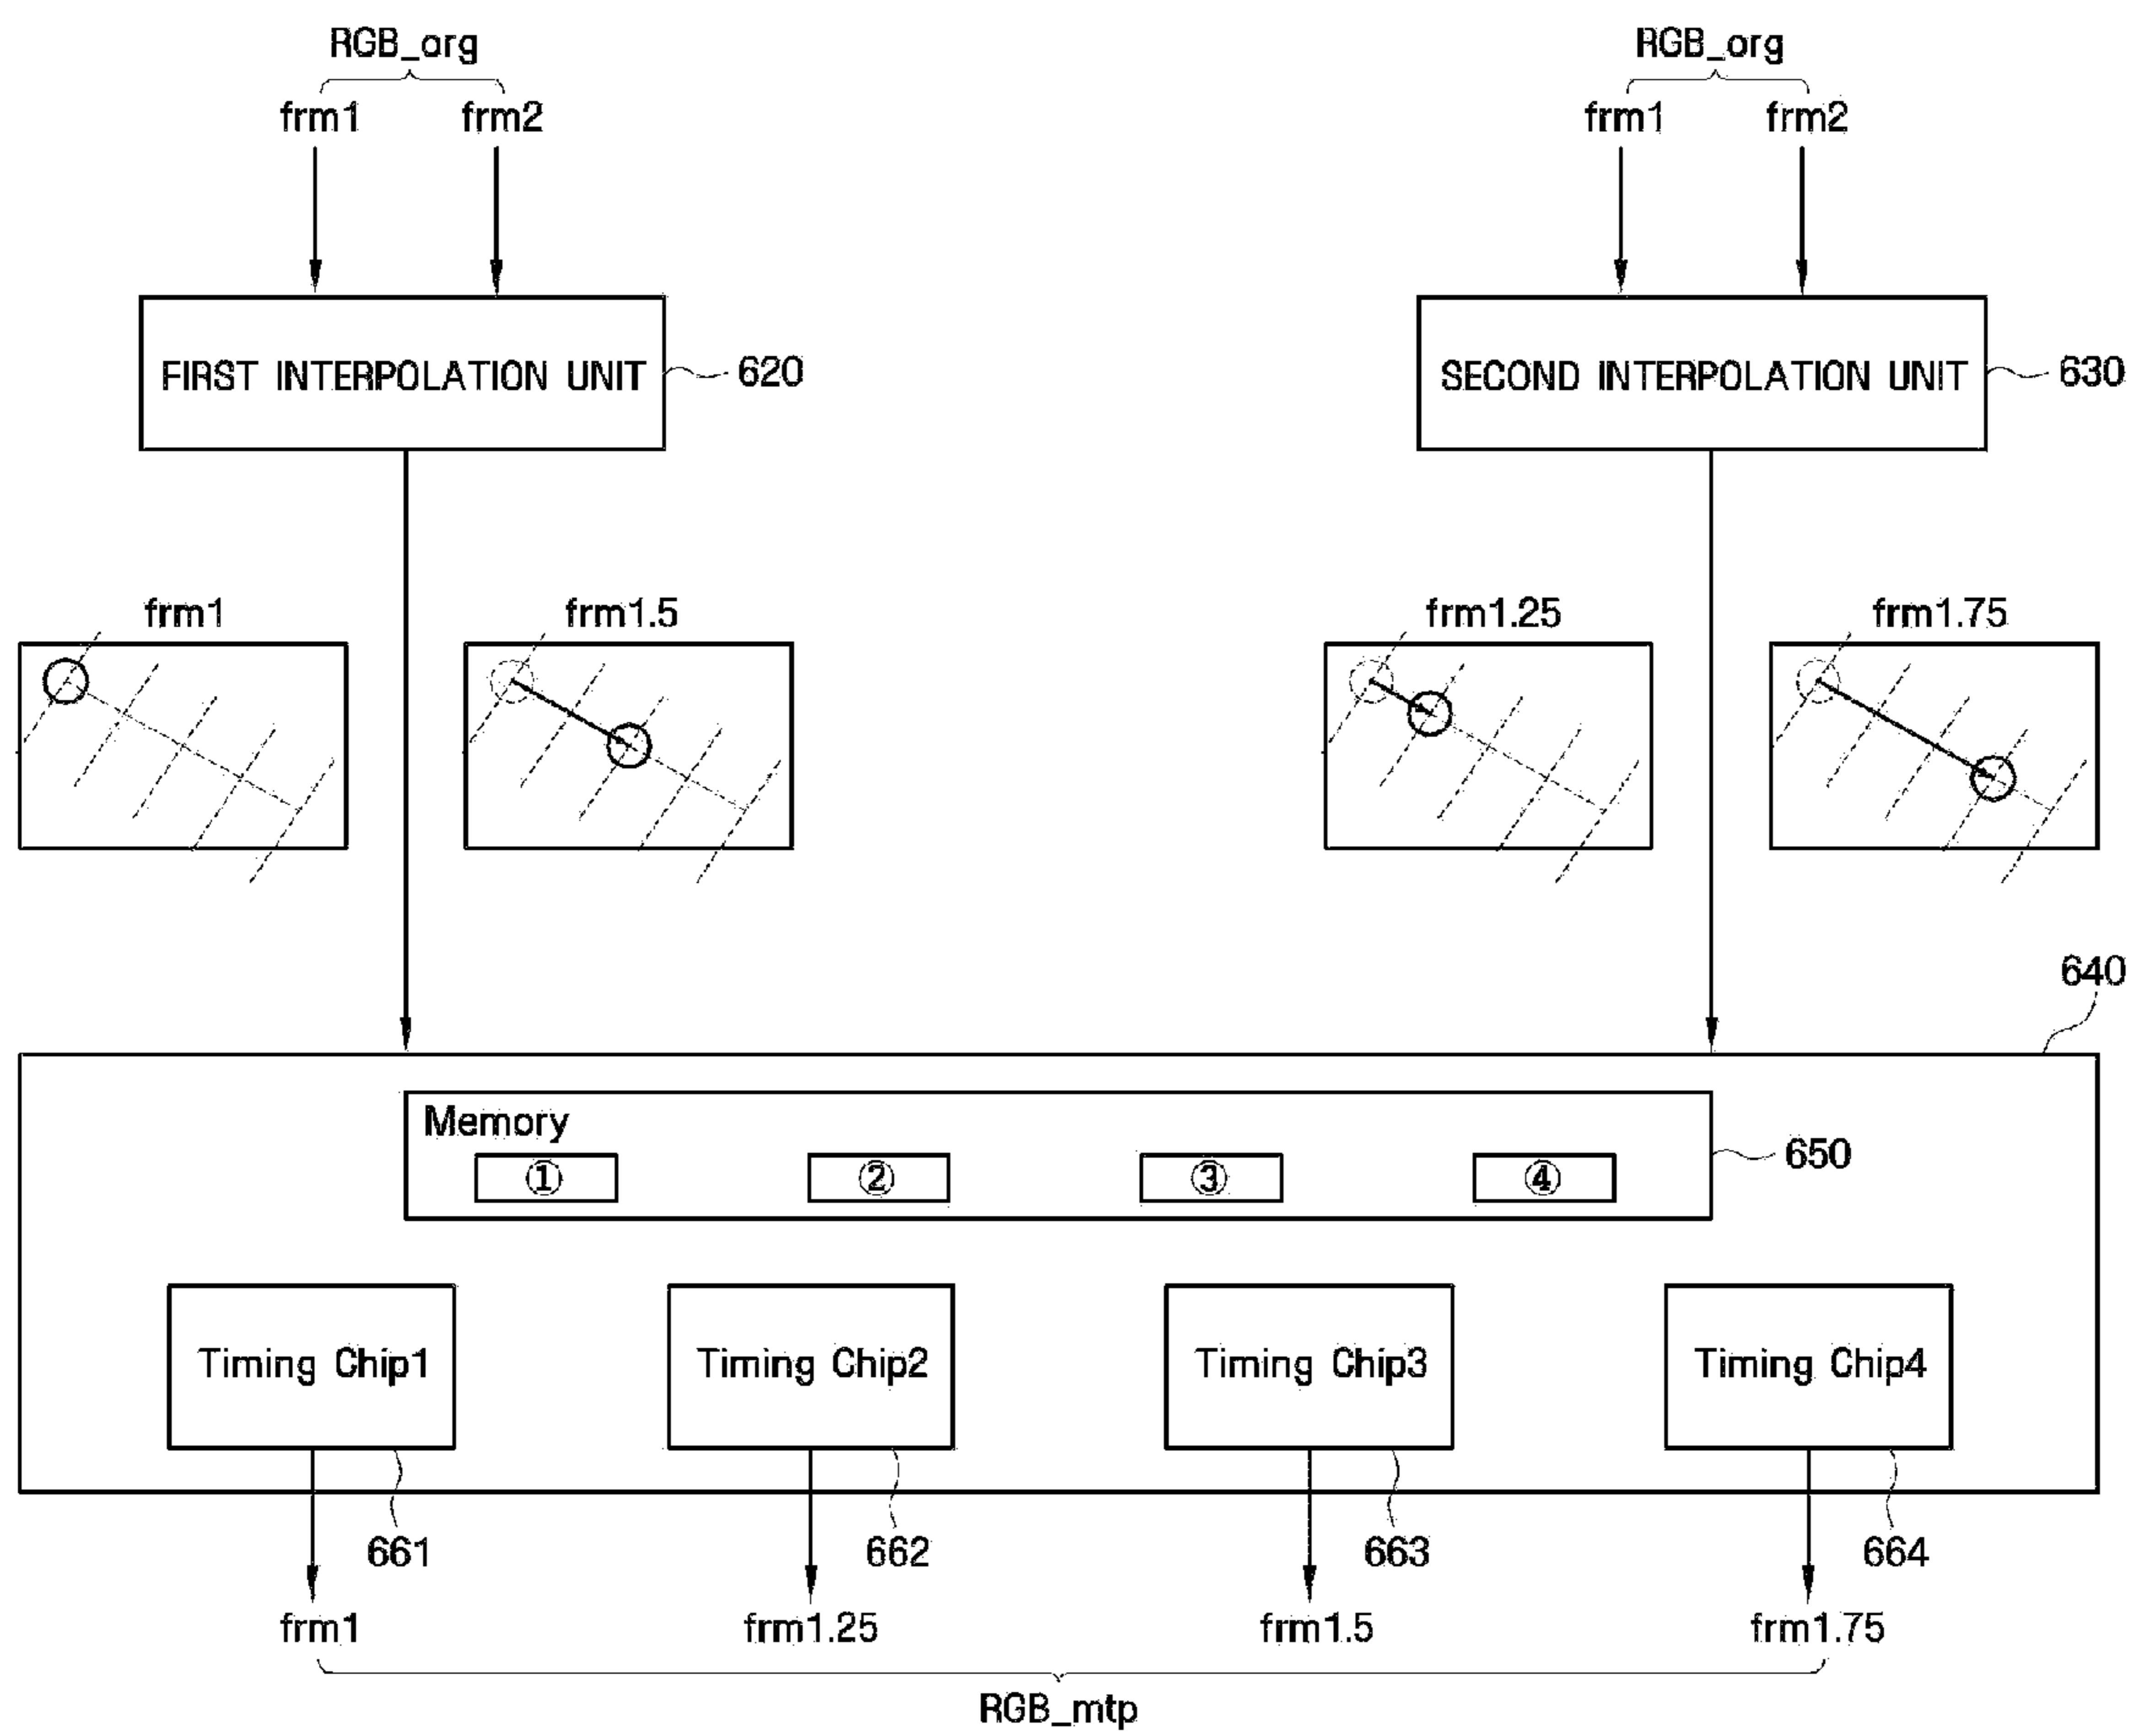 RGB_org RGB_org
frm1 frm2 frm1 frm2
FIRST INTERPOLATION UNIT 620 SECOND INTERPOLATION UNIT 630
frm1 frm1.5 frm1.25 frm1.75
640
Memory
① ② ③ ④ 650
Timing Chip1 Timing Chip2 Timing Chip3 Timing Chip4
661 662 663 664
frm1 frm1.25 frm1.5 frm1.75
RGB_mtp